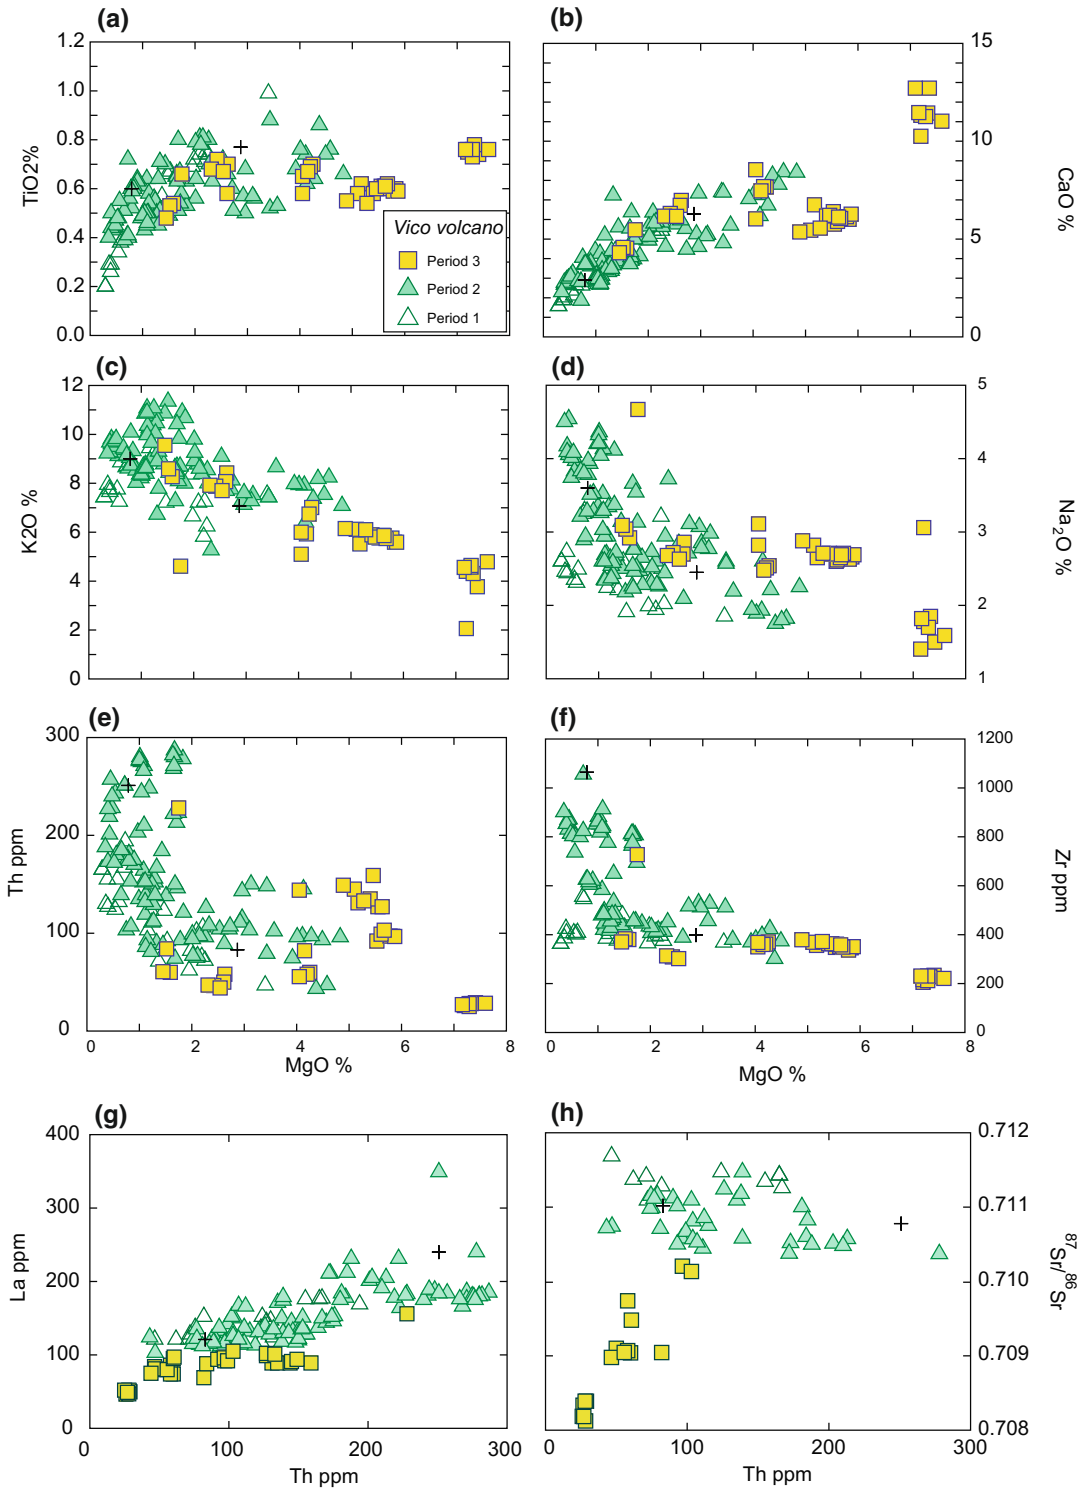 (a)
(b)
1.2
1.0
0.8
0.6
0.4
0.2
0.0
TiO2%
Vico volcano
Period 3
Period 2
Period 1
15
10
5
0
CaO %
(c)
(d)
12
10
8
6
4
2
0
K2O %
5
4
3
2
1
Na2O %
(e)
(f)
300
200
100
0
Th ppm
0 2 4 6 8
MgO %
1200
1000
800
600
400
200
0
Zr ppm
0 2 4 6 8
MgO %
(g)
(h)
400
300
200
100
0
La ppm
0 100 200 300
Th ppm
0.712
0.711
0.710
0.709
0.708
87Sr/86Sr
100 200 300
Th ppm